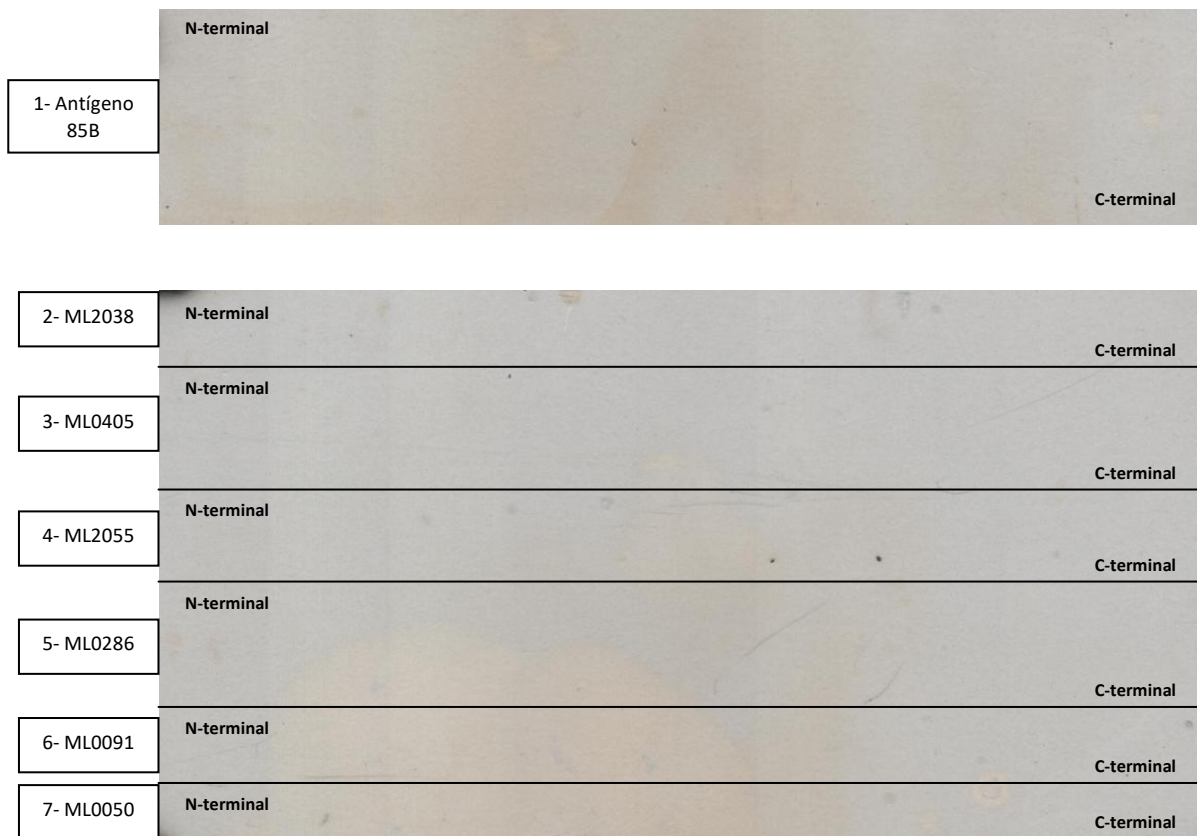 N-terminal
1- Antígeno
85B
C-terminal
2- ML2038
N-terminal
C-terminal
N-terminal
3- ML0405
C-terminal
N-terminal
4- ML2055
C-terminal
N-terminal
5- ML0286
C-terminal
N-terminal
6- ML0091
C-terminal
7- ML0050
N-terminal
C-terminal